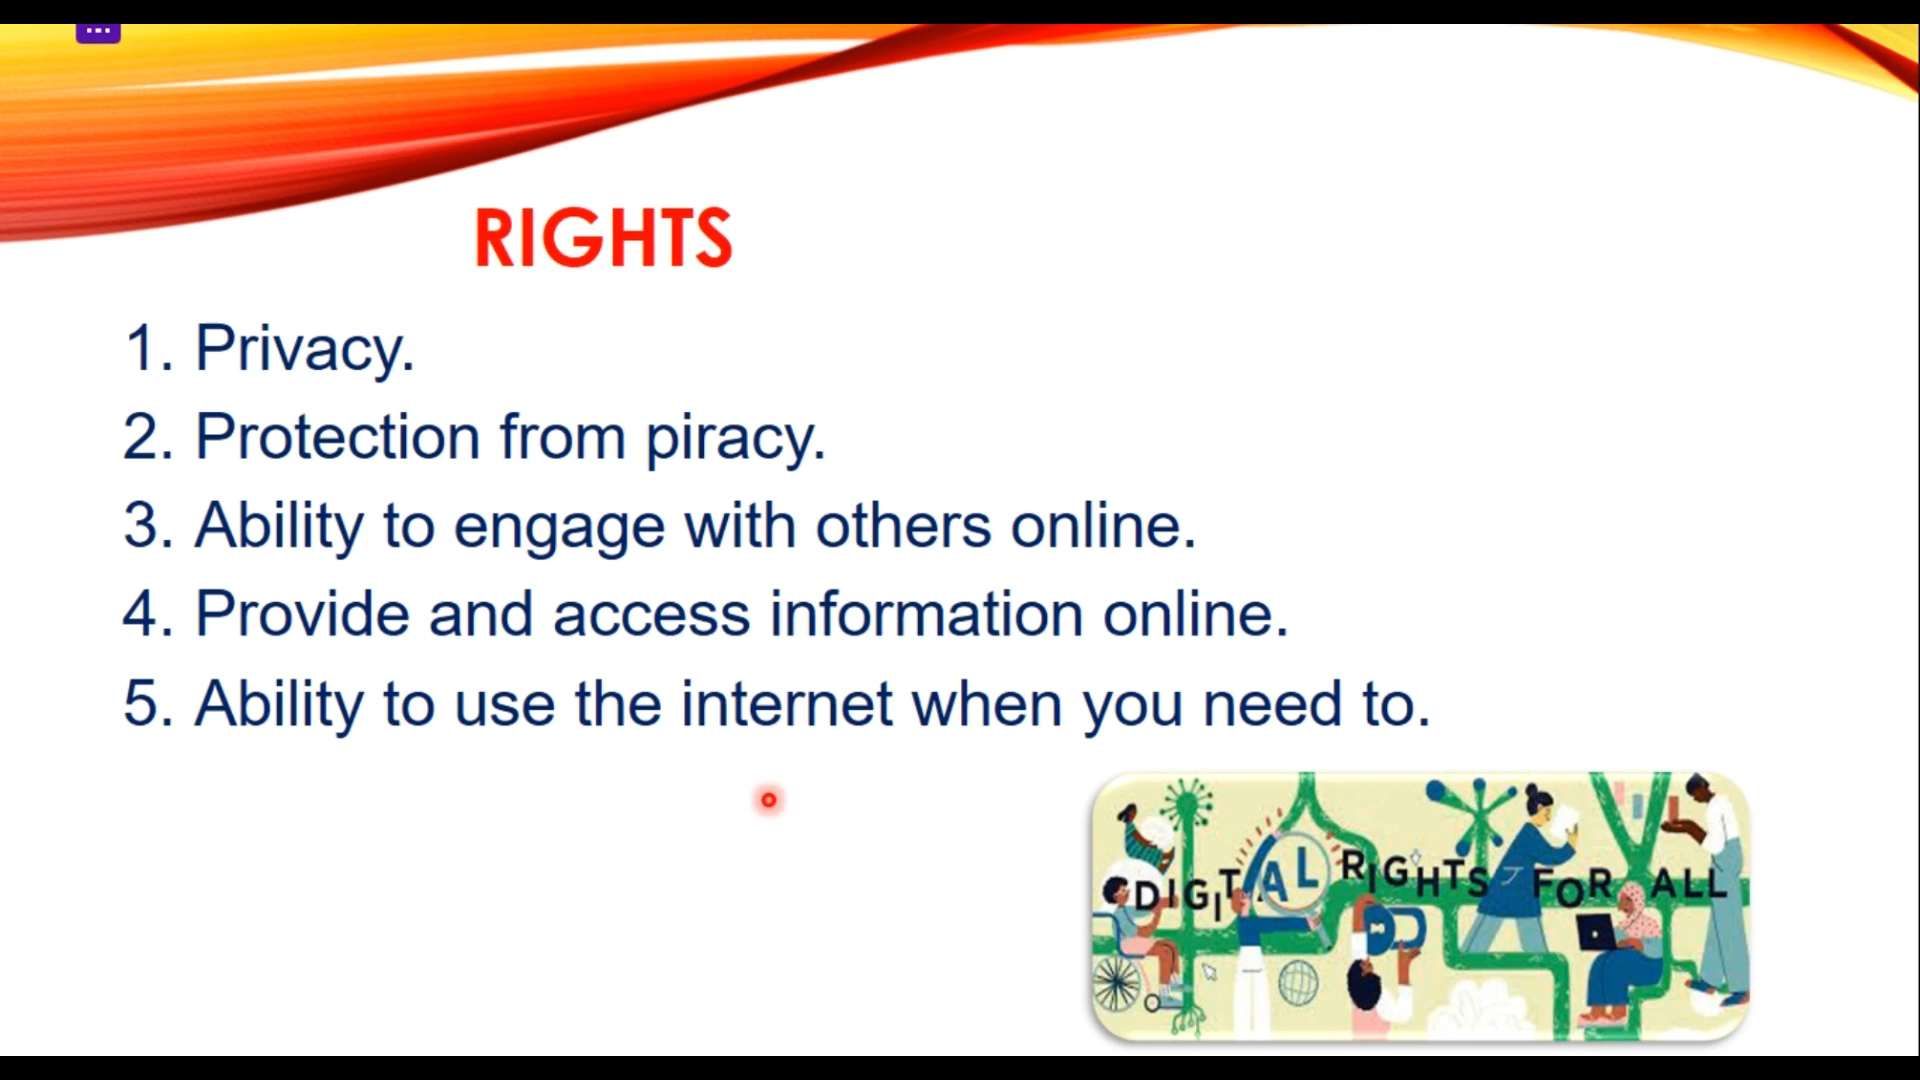 RIGHTS
1. Privacy.
2. Protection from piracy.
3. Ability to engage with others online.
4. Provide and access information online.
5. Ability to use the internet when you need to.
DIGITAL RIGHTS FOR ALL